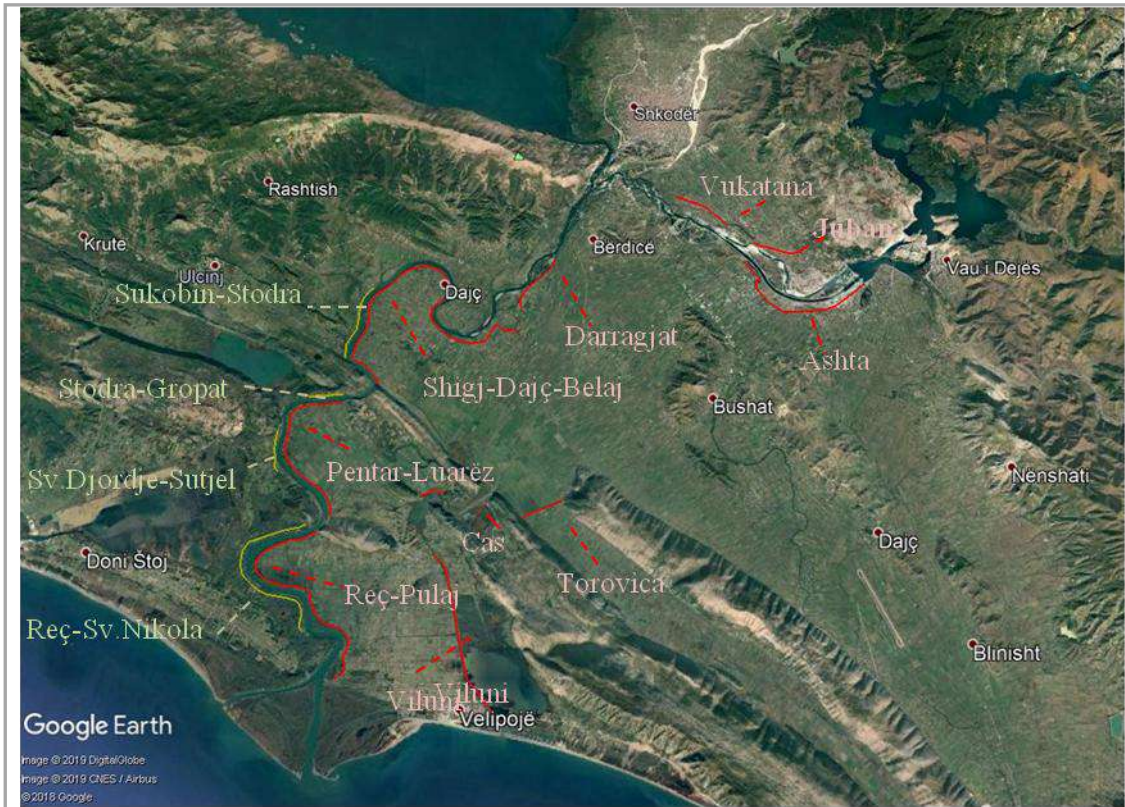 Shkodër
Vukatana
Rashtish
Juban
Krute
Berdicë
Ulcinj
Vau i Dejës
Sukobin-Stodra
Dajç
Darragjat
Ashta
Stodra-Gropat
Shigj-Dajç-Belaj
Bushat
Pentar-Luarëz
Sv.Djordje-Sutjel
Nënshati
Cas
Dajç
Doni Štoj
Torovica
Reç-Pulaj
Reç-Sv.Nikola
Blinisht
Viluni
Viluni
Velipojë
Google Earth
Image © 2019 DigitalGlobe
Image © 2019 CNES / Airbus
© 2018 Google